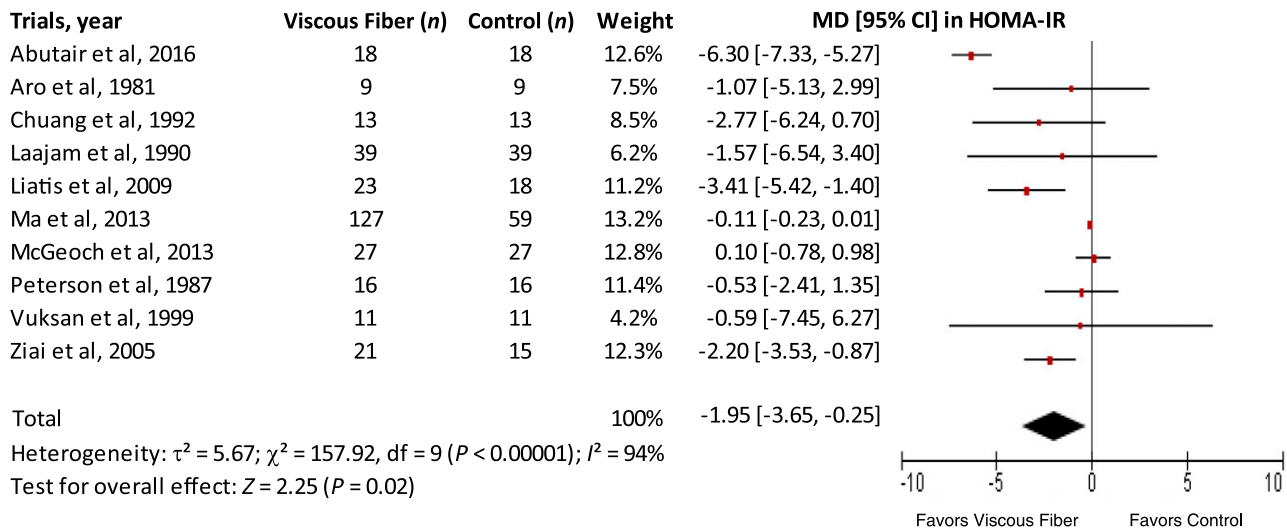 Trials, year Viscous Fiber (n) Control (n) Weight MD [95% CI] in HOMA-IR
Abutair et al, 2016 18 18 12.6% -6.30 [-7.33, -5.27]
Aro et al, 1981 9 9 7.5% -1.07 [-5.13, 2.99]
Chuang et al, 1992 13 13 8.5% -2.77 [-6.24, 0.70]
Laajam et al, 1990 39 39 6.2% -1.57 [-6.54, 3.40]
Liatis et al, 2009 23 18 11.2% -3.41 [-5.42, -1.40]
Ma et al, 2013 127 59 13.2% -0.11 [-0.23, 0.01]
McGeoch et al, 2013 27 27 12.8% 0.10 [-0.78, 0.98]
Peterson et al, 1987 16 16 11.4% -0.53 [-2.41, 1.35]
Vuksan et al, 1999 11 11 4.2% -0.59 [-7.45, 6.27]
Ziai et al, 2005 21 15 12.3% -2.20 [-3.53, -0.87]
Total 100% -1.95 [-3.65, -0.25]
Heterogeneity: τ² = 5.67; χ² = 157.92, df = 9 (P < 0.00001); I² = 94%
Test for overall effect: Z = 2.25 (P = 0.02)
-10 -5 0 5 10
Favors Viscous Fiber Favors Control